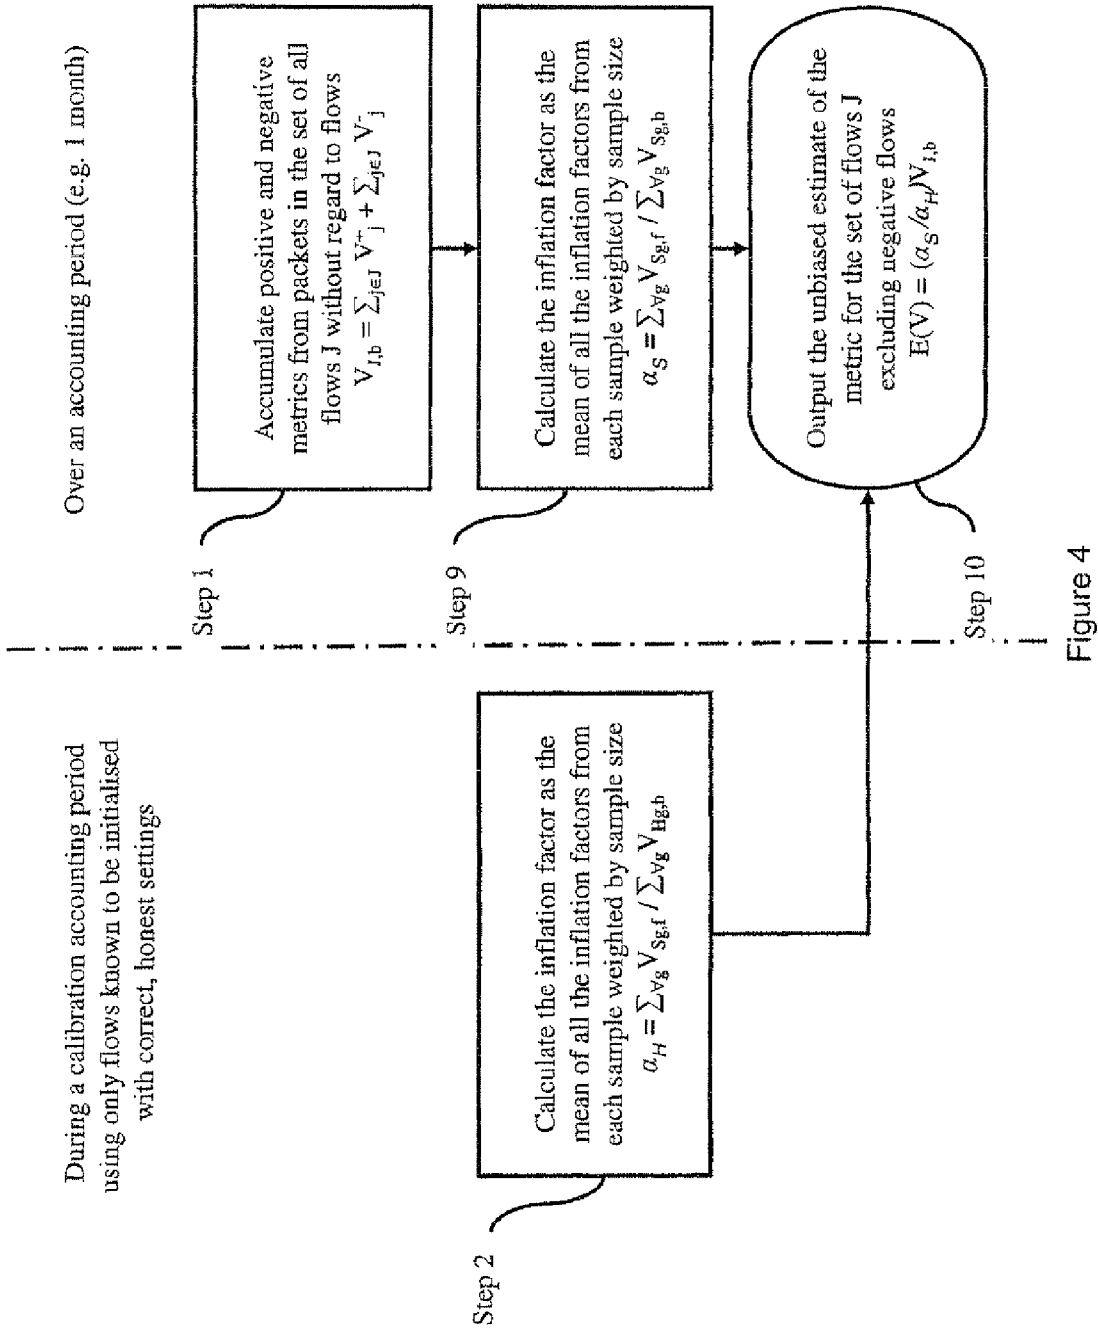 During a calibration accounting period
using only flows known to be initialised
with correct, honest settings
Over an accounting period (e.g. 1 month)
Step 1
Accumulate positive and negative
metrics from packets in the set of all
flows J without regard to flows
V_{J,b} = ∑_{j∈J} V⁺_j + ∑_{j∈J} V⁻_j
Step 2
Calculate the inflation factor as the
mean of all the inflation factors from
each sample weighted by sample size
α_H = ∑_{∀g} V_{Sg,f} / ∑_{∀g} V_{Hg,b}
Step 9
Calculate the inflation factor as the
mean of all the inflation factors from
each sample weighted by sample size
α_S = ∑_{∀g} V_{Sg,f} / ∑_{∀g} V_{Sg,b}
Step 10
Output the unbiased estimate of the
metric for the set of flows J
excluding negative flows
E(V) = (α_S/α_H)V_{J,b}
Figure 4